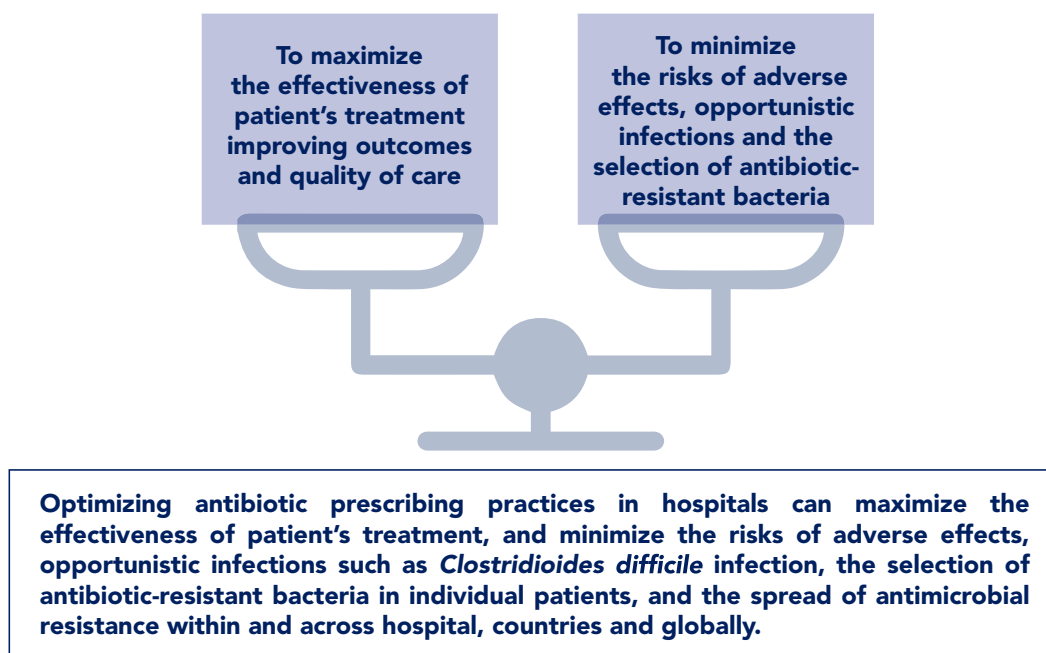 To maximize
the effectiveness of
patient’s treatment
improving outcomes
and quality of care
To minimize
the risks of adverse
effects, opportunistic
infections and the
selection of antibiotic-
resistant bacteria
Optimizing antibiotic prescribing practices in hospitals can maximize the
effectiveness of patient’s treatment, and minimize the risks of adverse effects,
opportunistic infections such as Clostridioides difficile infection, the selection of
antibiotic-resistant bacteria in individual patients, and the spread of antimicrobial
resistance within and across hospital, countries and globally.